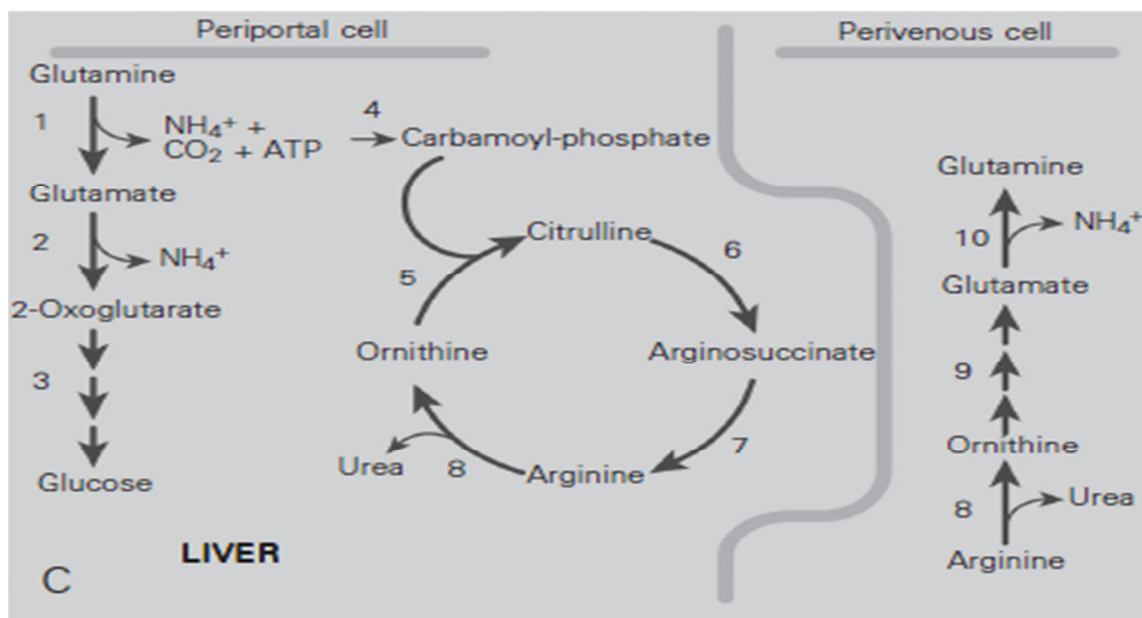 Periportal cell
Perivenous cell
Glutamine
1
NH₄⁺ +
CO₂ + ATP
4
Carbamoyl-phosphate
Glutamate
2
NH₄⁺
2-Oxoglutarate
3
Glucose
Citrulline
5
6
Ornithine
Arginosuccinate
Urea
8
Arginine
7
Glutamine
10
NH₄⁺
Glutamate
9
Ornithine
8
Urea
Arginine
LIVER
C